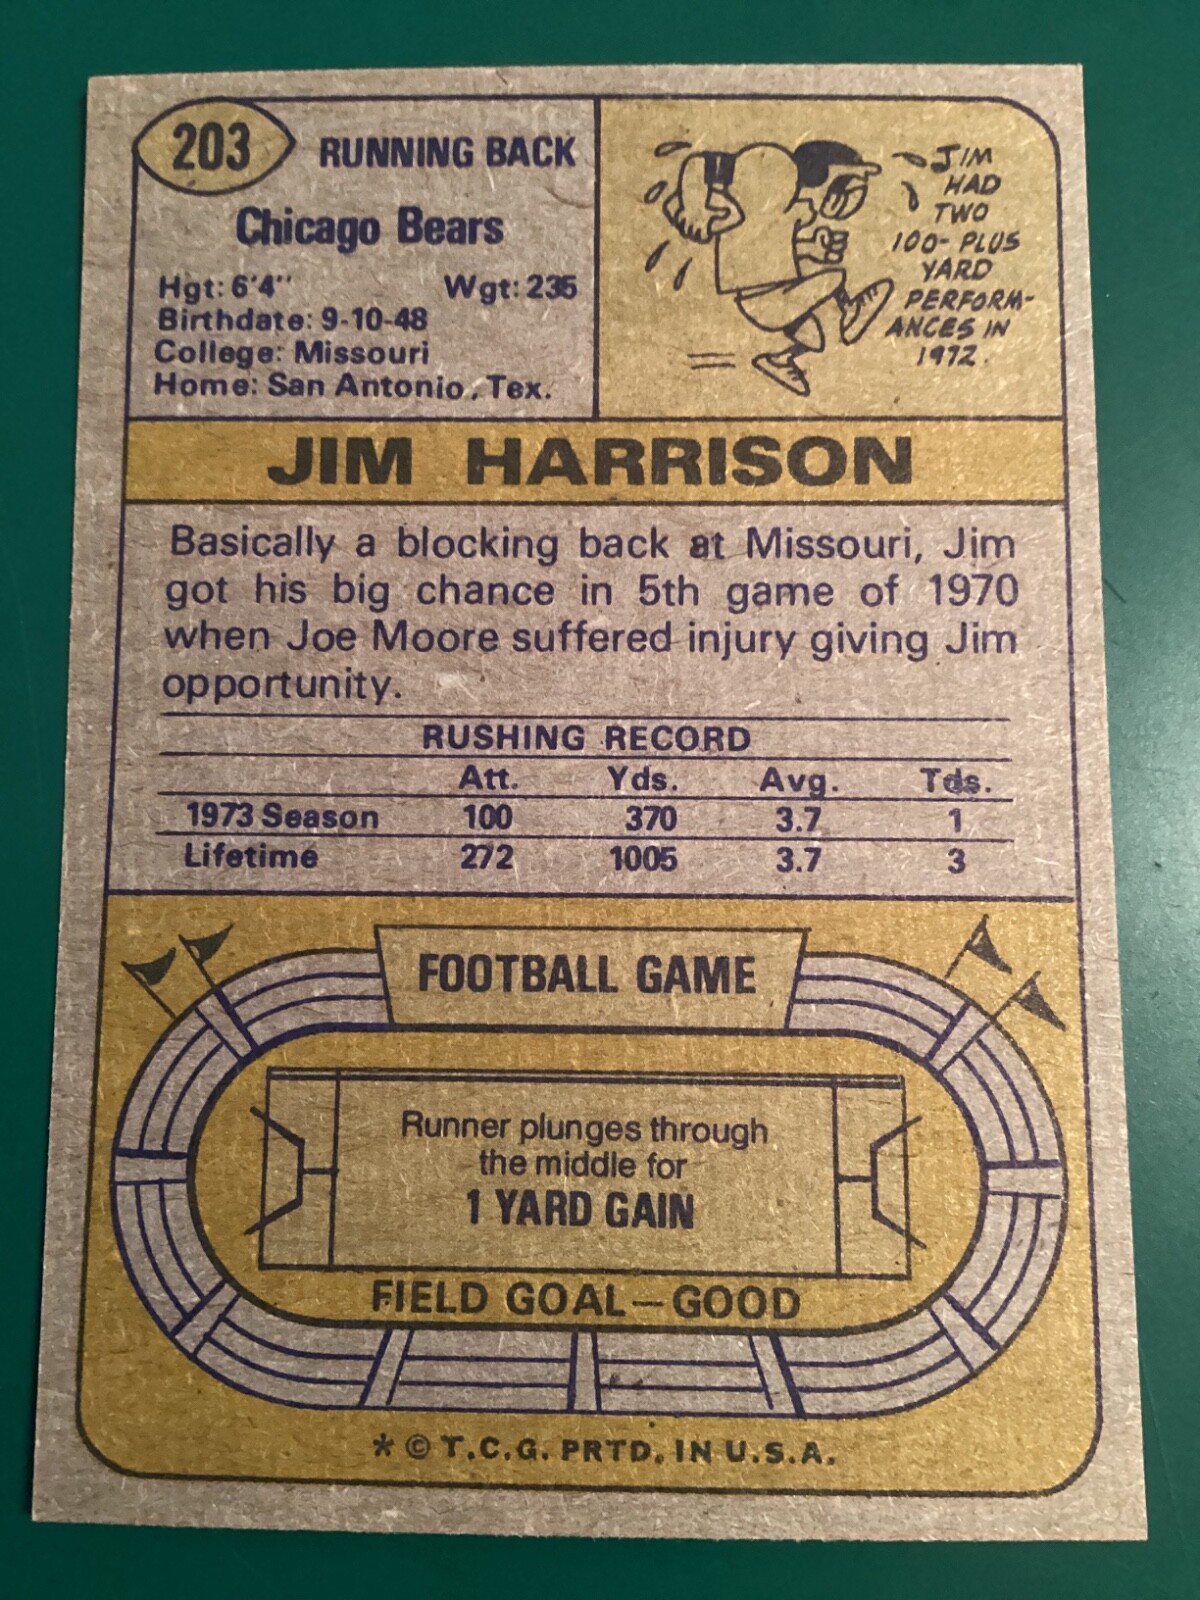 203
RUNNING BACK
Chicago Bears
Hgt: 6'4" Wgt: 235
Birthdate: 9-10-48
College: Missouri
Home: San Antonio, Tex.
JIM
HAD
TWO
100- PLUS
YARD
PERFORM-
ANCES IN
1972.
JIM HARRISON
Basically a blocking back at Missouri, Jim
got his big chance in 5th game of 1970
when Joe Moore suffered injury giving Jim
opportunity.
RUSHING RECORD
Att. Yds. Avg. Tds.
1973 Season 100 370 3.7 1
Lifetime 272 1005 3.7 3
FOOTBALL GAME
Runner plunges through
the middle for
1 YARD GAIN
FIELD GOAL—GOOD
* © T.C.G. PRTD. IN U.S.A.